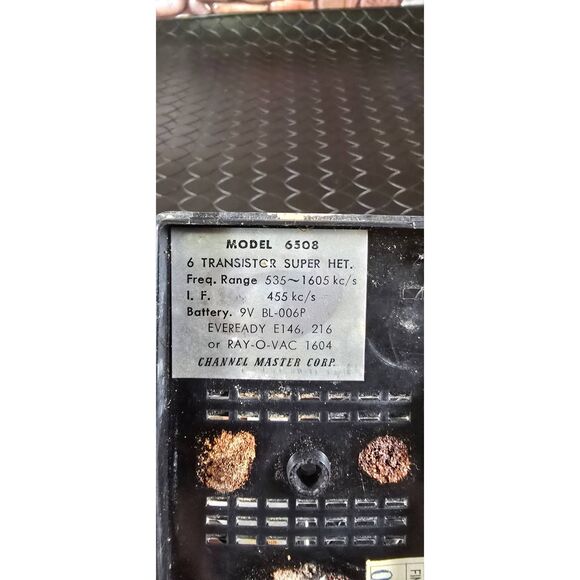 MODEL 6508
6 TRANSISTOR SUPER HET.
Freq. Range 535~1605 kc/s
I. F. 455 kc/s
Battery. 9V BL-006P
EVEREADY E146, 216
or RAY-O-VAC 1604
CHANNEL MASTER CORP.